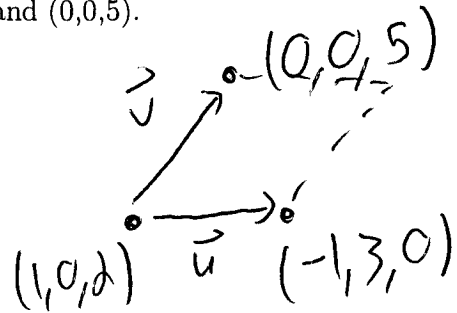 and (0,0,5).
(0,0,5)
v
u
(1,0,2)
(-1,3,0)